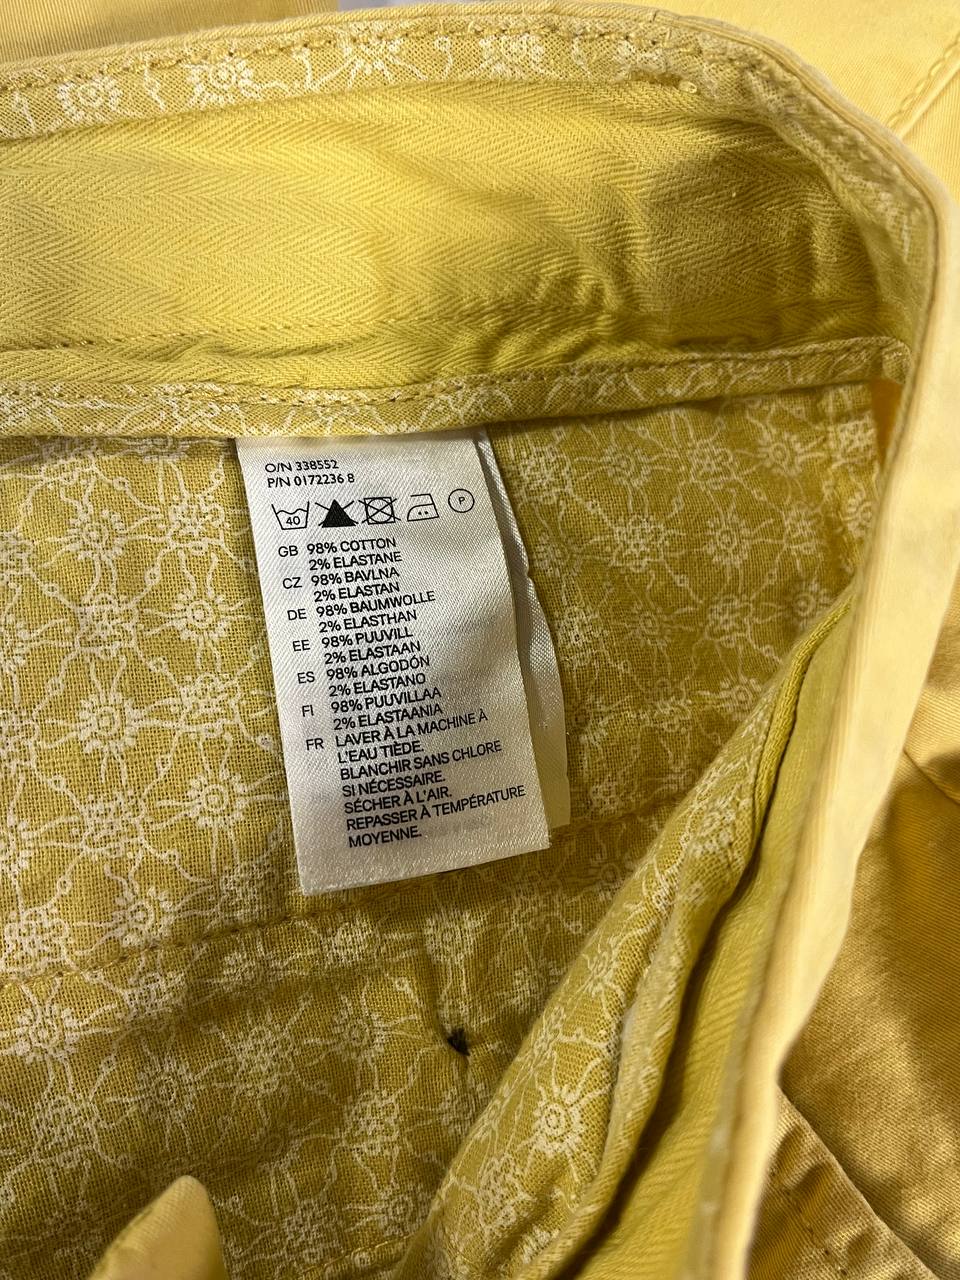 O/N 338552
P/N 0172236 8
40 P
GB 98% COTTON
2% ELASTANE
CZ 98% BAVLNA
2% ELASTAN
DE 98% BAUMWOLLE
2% ELASTHAN
EE 98% PUUVILL
2% ELASTAAN
ES 98% ALGODÓN
2% ELASTANO
FI 98% PUUVILLAA
2% ELASTAANIA
FR LAVER À LA MACHINE À
L'EAU TIÈDE.
BLANCHIR SANS CHLORE
SI NÉCESSAIRE.
SÉCHER À L'AIR.
REPASSER À TEMPÉRATURE
MOYENNE.